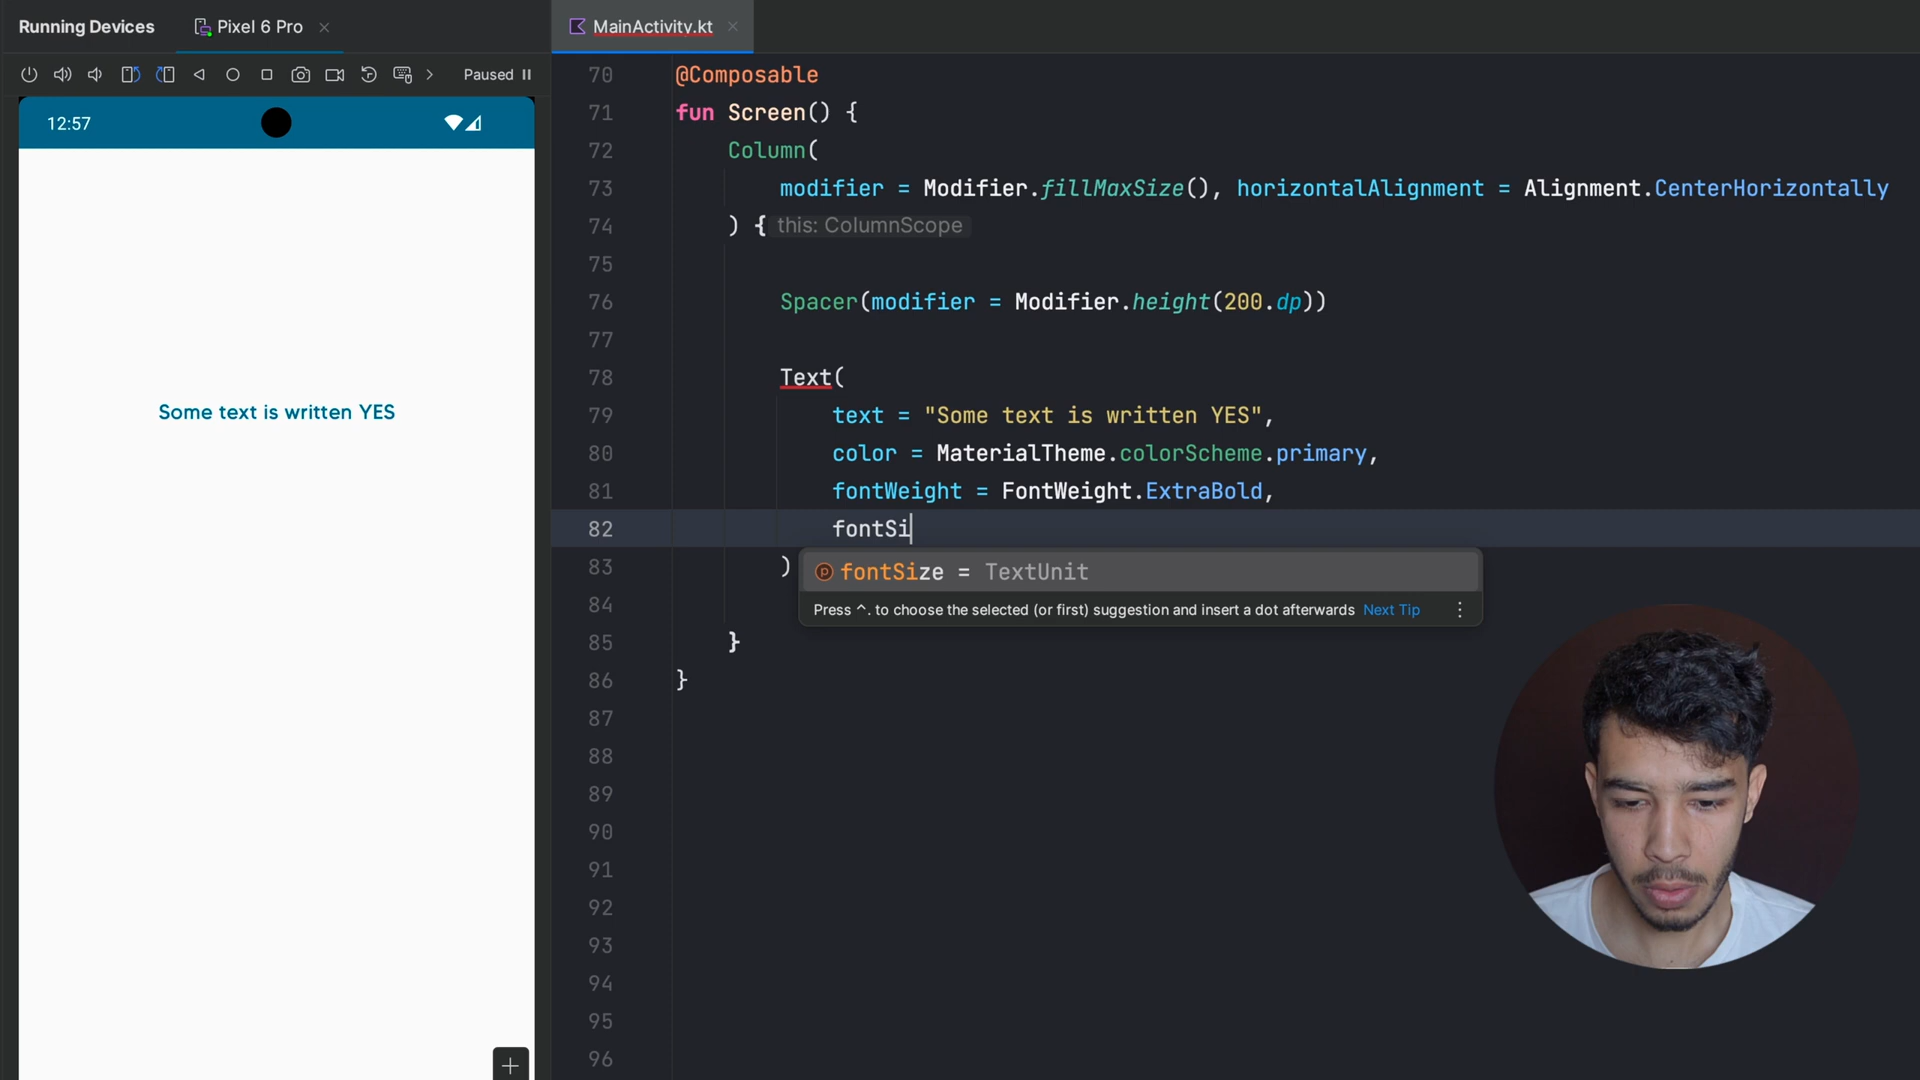 Running Devices
Pixel 6 Pro
MainActivity.kt
Paused
12:57
Some text is written YES
70 @Composable
71 fun Screen() {
72 Column(
73 modifier = Modifier.fillMaxSize(), horizontalAlignment = Alignment.CenterHorizontally
74 ) { this: ColumnScope
75
76 Spacer(modifier = Modifier.height(200.dp))
77
78 Text(
79 text = "Some text is written YES",
80 color = MaterialTheme.colorScheme.primary,
81 fontWeight = FontWeight.ExtraBold,
82 fontSi
fontSize = TextUnit
83 )
Press ^. to choose the selected (or first) suggestion and insert a dot afterwards Next Tip
84
85 }
86 }
87
88
89
90
91
92
93
94
95
96